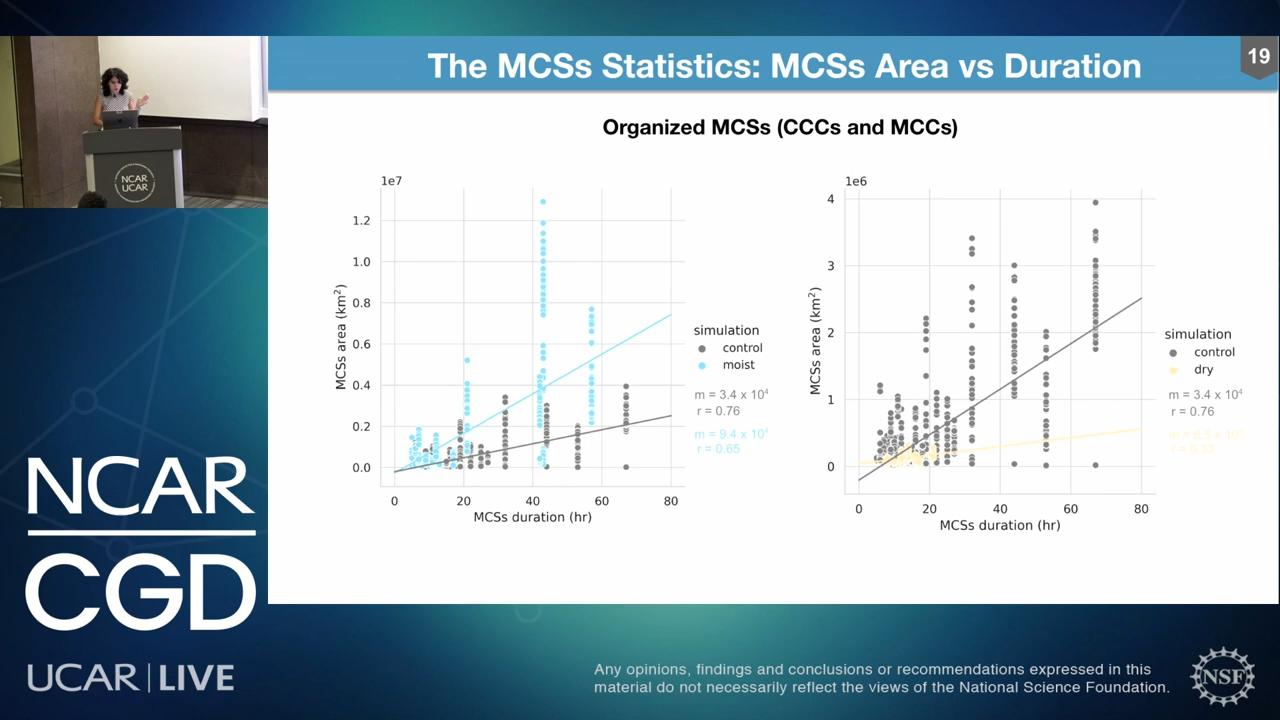 The MCSs Statistics: MCSs Area vs Duration
19
Organized MCSs (CCCs and MCCs)
1e7
1.2
1.0
0.8
0.6
0.4
0.2
0.0
MCSs area (km²)
0 20 40 60 80
MCSs duration (hr)
simulation
control
moist
m = 3.4 x 10⁴
r = 0.76
m = 9.4 x 10⁴
r = 0.65
1e6
4
3
2
1
0
MCSs area (km²)
0 20 40 60 80
MCSs duration (hr)
simulation
control
dry
m = 3.4 x 10⁴
r = 0.76
NCAR
UCAR
NCAR
CGD
UCAR | LIVE
Any opinions, findings and conclusions or recommendations expressed in this
material do not necessarily reflect the views of the National Science Foundation.
NSF